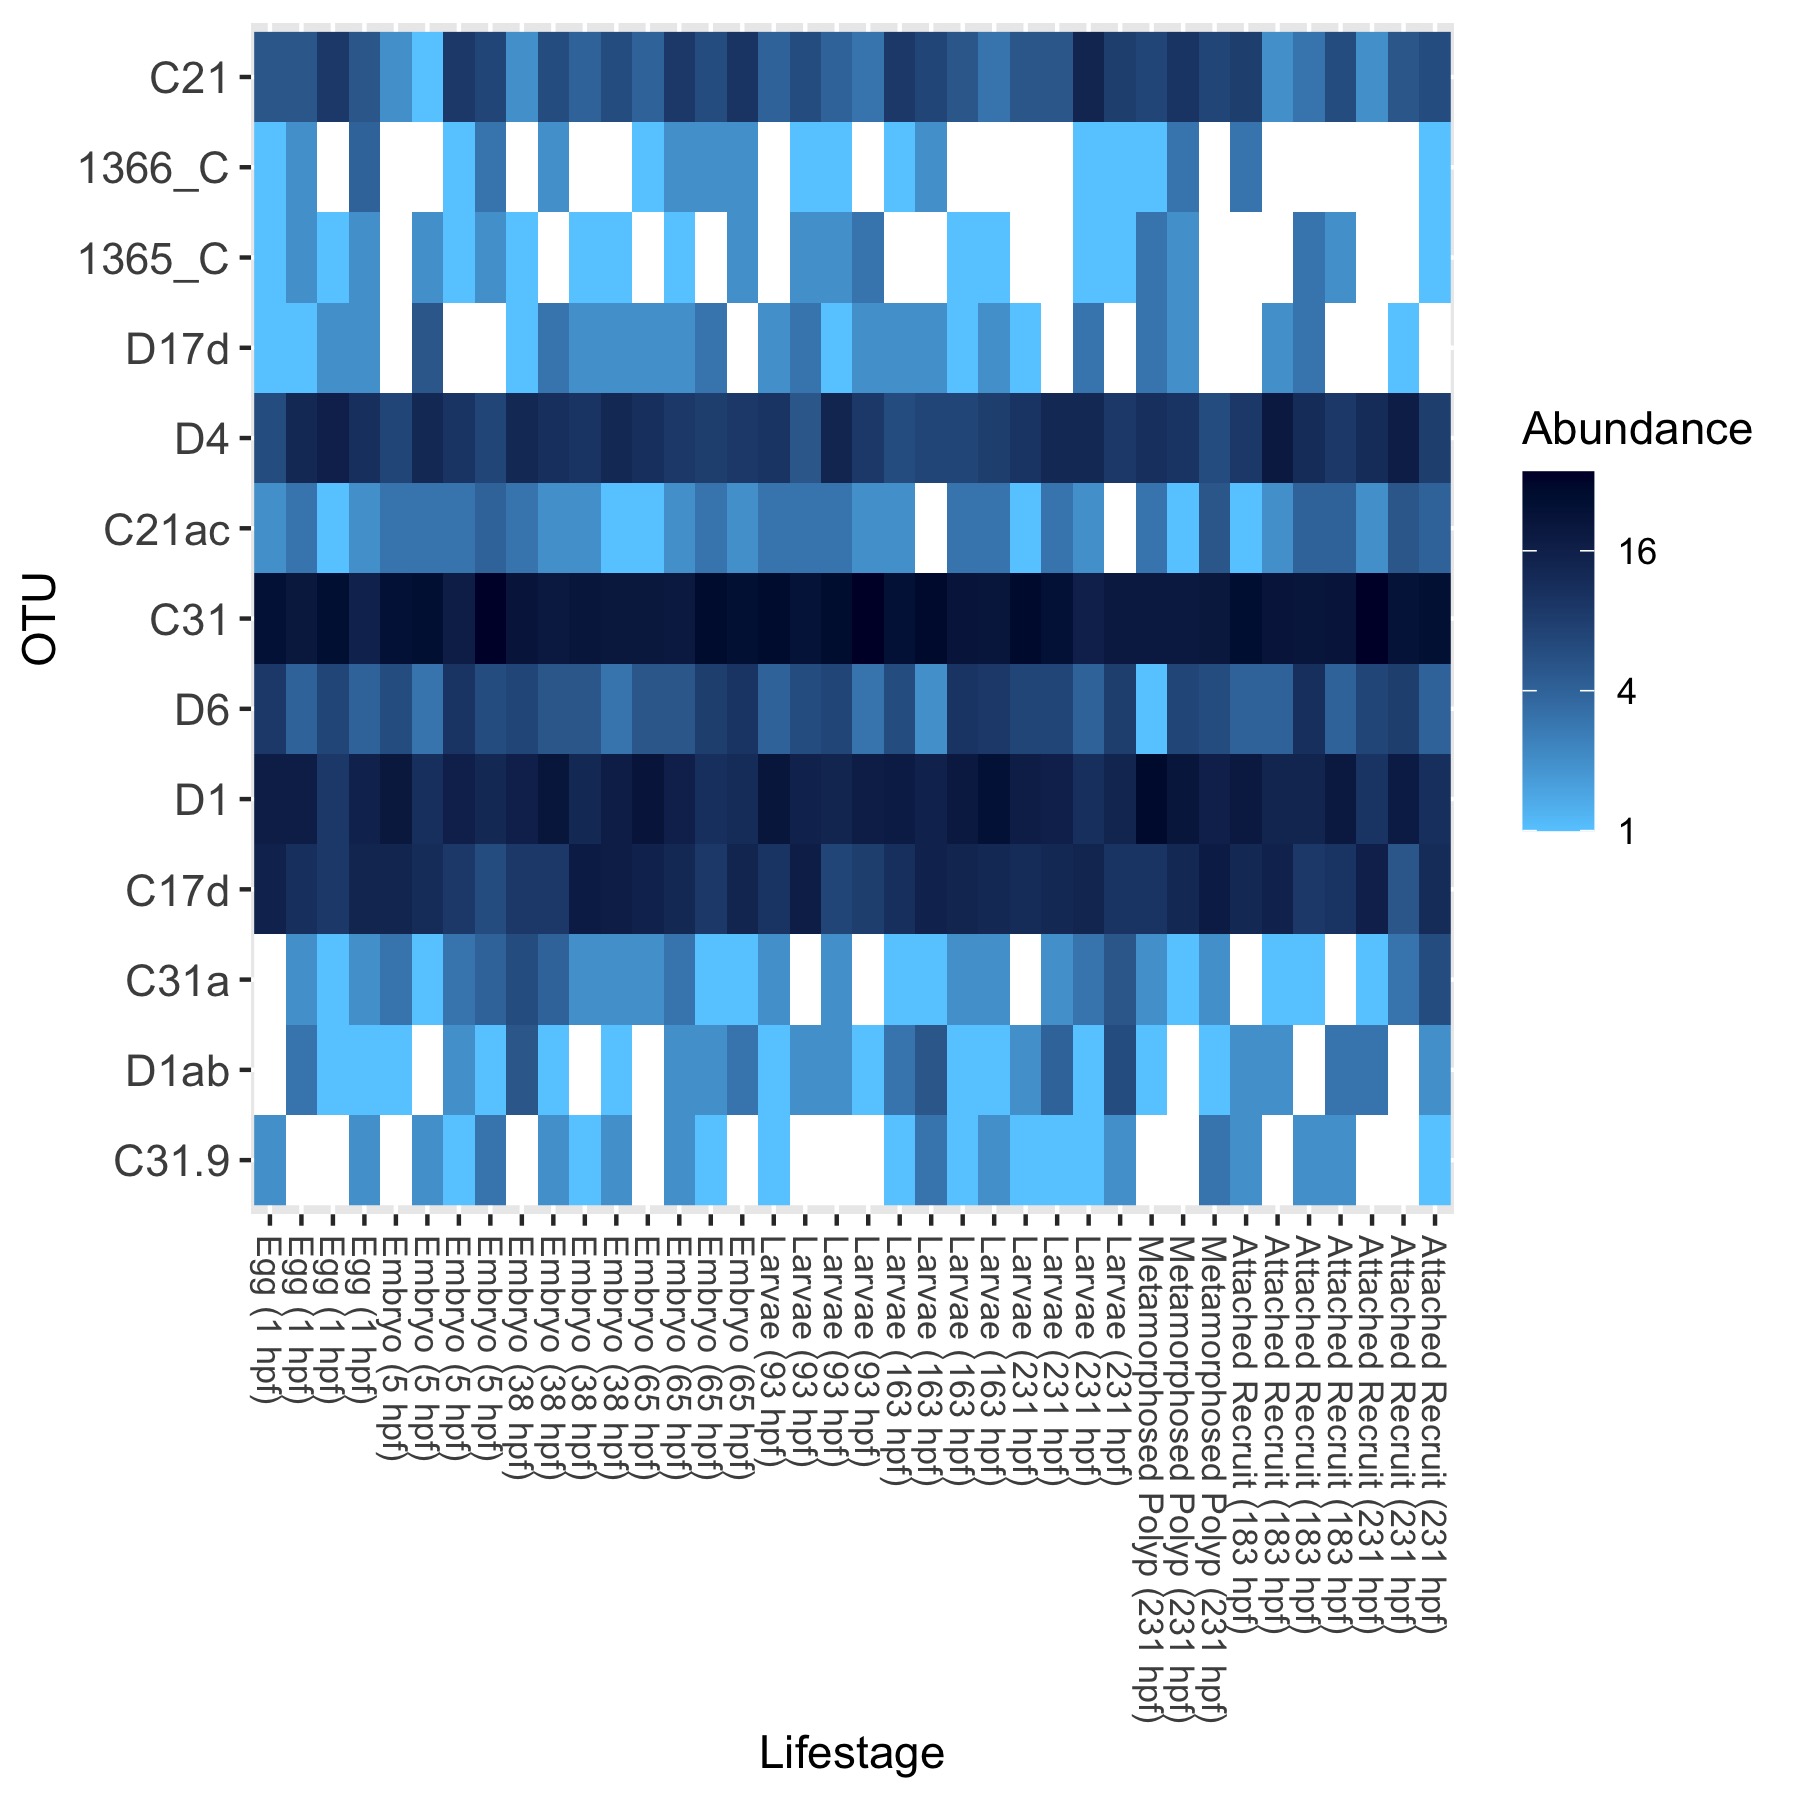 C21
1366_C
1365_C
D17d
D4
C21ac
C31
D6
D1
C17d
C31a
D1ab
C31.9
OTU
Abundance
16
4
1
Egg (1 hpf)
Egg (1 hpf)
Egg (1 hpf)
Egg (1 hpf)
Embryo (5 hpf)
Embryo (5 hpf)
Embryo (5 hpf)
Embryo (5 hpf)
Embryo (38 hpf)
Embryo (38 hpf)
Embryo (38 hpf)
Embryo (38 hpf)
Embryo (65 hpf)
Embryo (65 hpf)
Embryo (65 hpf)
Embryo (65 hpf)
Larvae (93 hpf)
Larvae (93 hpf)
Larvae (93 hpf)
Larvae (93 hpf)
Larvae (163 hpf)
Larvae (163 hpf)
Larvae (163 hpf)
Larvae (163 hpf)
Larvae (231 hpf)
Larvae (231 hpf)
Larvae (231 hpf)
Larvae (231 hpf)
Metamorphosed Polyp (231 hpf)
Metamorphosed Polyp (231 hpf)
Metamorphosed Polyp (231 hpf)
Attached Recruit (183 hpf)
Attached Recruit (183 hpf)
Attached Recruit (183 hpf)
Attached Recruit (183 hpf)
Attached Recruit (231 hpf)
Attached Recruit (231 hpf)
Attached Recruit (231 hpf)
Lifestage